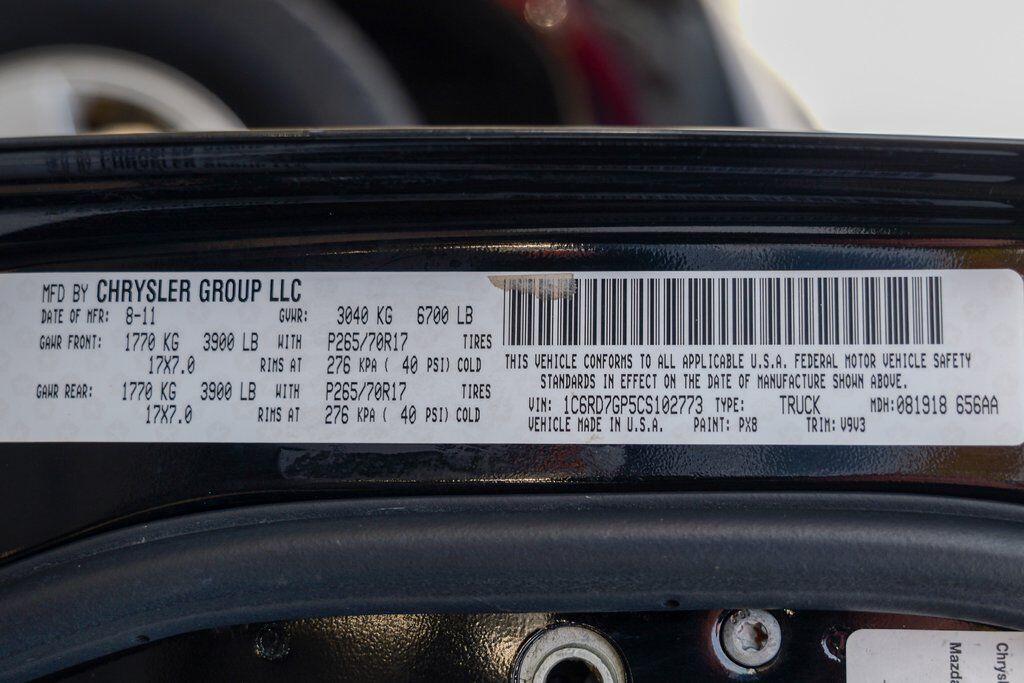 MFD BY CHRYSLER GROUP LLC
DATE OF MFR: 8-11 GVWR: 3040 KG 6700 LB
GAWR FRONT: 1770 KG 3900 LB WITH P265/70R17 TIRES
17X7.0 RIMS AT 276 KPA ( 40 PSI) COLD
GAWR REAR: 1770 KG 3900 LB WITH P265/70R17 TIRES
17X7.0 RIMS AT 276 KPA ( 40 PSI) COLD
THIS VEHICLE CONFORMS TO ALL APPLICABLE U.S.A. FEDERAL MOTOR VEHICLE SAFETY
STANDARDS IN EFFECT ON THE DATE OF MANUFACTURE SHOWN ABOVE.
VIN: 1C6RD7GP5CS102773 TYPE: TRUCK MDH:081918 656AA
VEHICLE MADE IN U.S.A. PAINT: PX8 TRIM: V9V3
Chrysl
Mazda